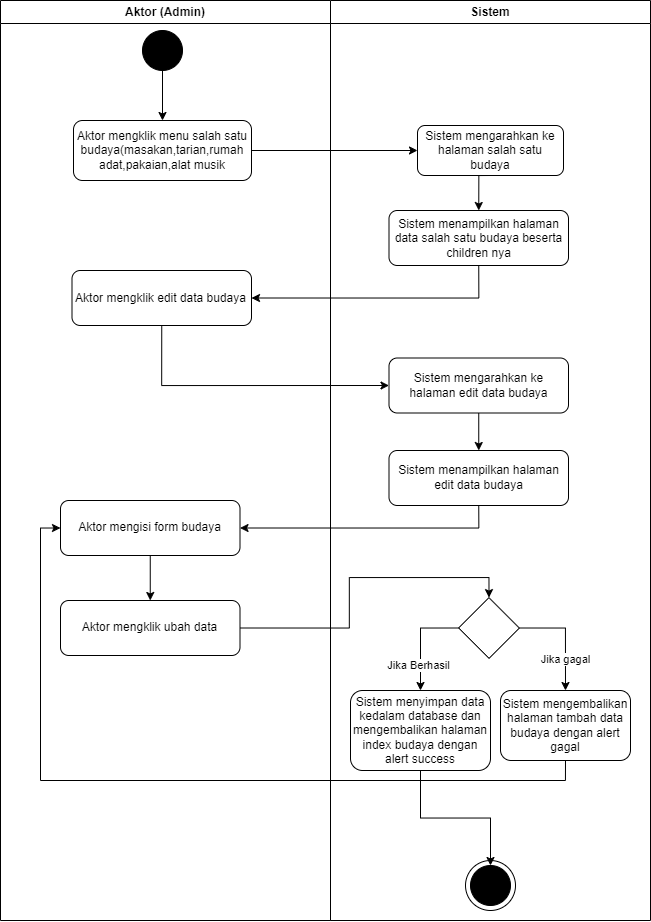 Aktor (Admin)
Sistem
Aktor mengklik menu salah satu
budaya(masakan,tarian,rumah
adat,pakaian,alat musik
Sistem mengarahkan ke
halaman salah satu
budaya
Sistem menampilkan halaman
data salah satu budaya beserta
children nya
Aktor mengklik edit data budaya
Sistem mengarahkan ke
halaman edit data budaya
Sistem menampilkan halaman
edit data budaya
Aktor mengisi form budaya
Aktor mengklik ubah data
Jika Berhasil
Jika gagal
Sistem menyimpan data
kedalam database dan
mengembalikan halaman
index budaya dengan
alert success
Sistem mengembalikan
halaman tambah data
budaya dengan alert
gagal